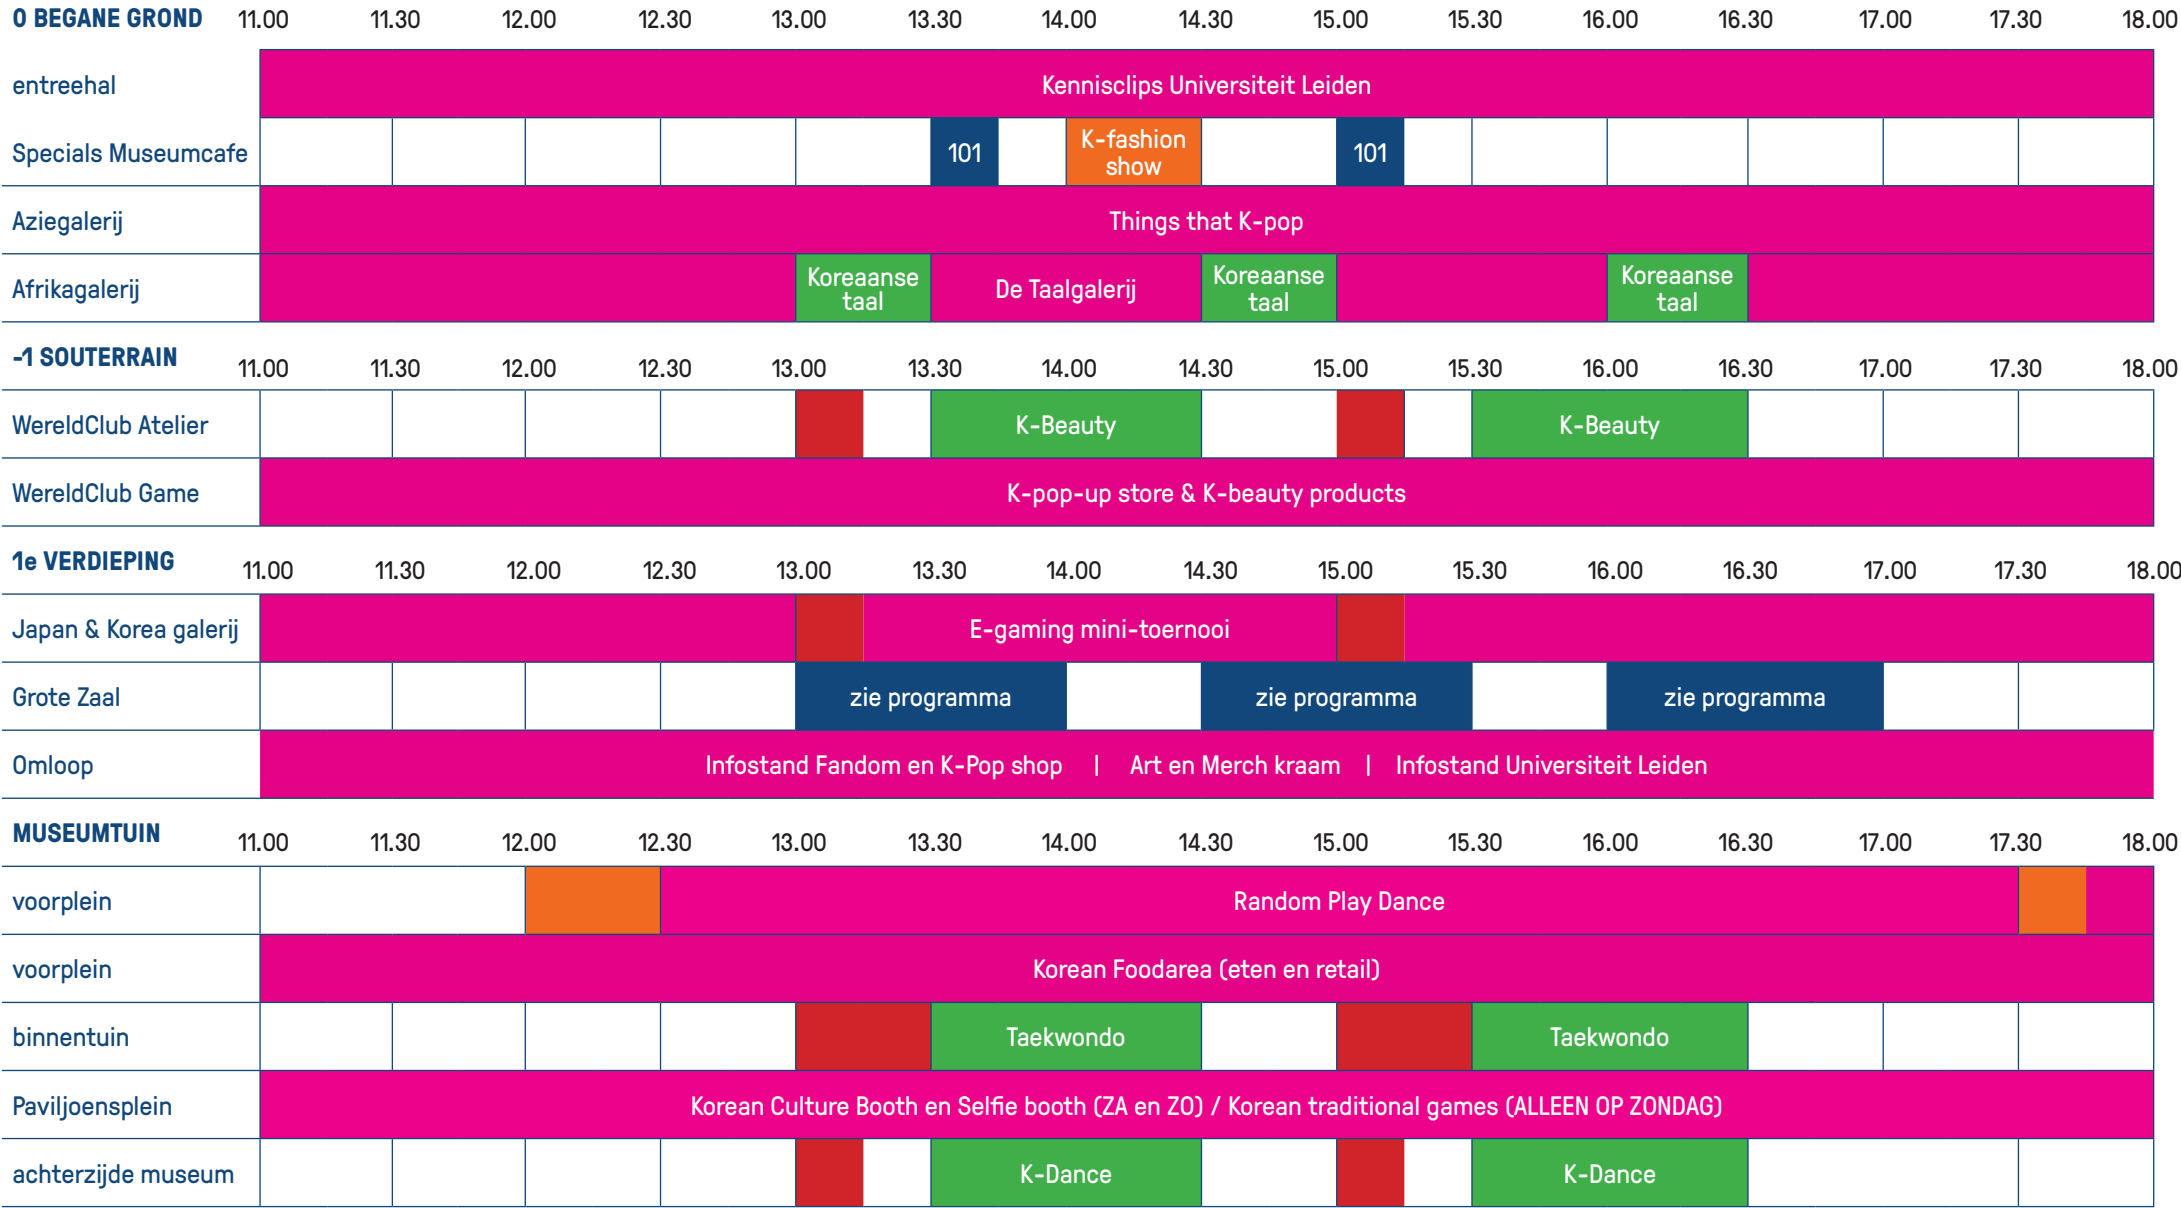 0 BEGANE GROND 11.00 11.30 12.00 12.30 13.00 13.30 14.00 14.30 15.00 15.30 16.00 16.30 17.00 17.30 18.00
entreehal Kennisclips Universiteit Leiden
Specials Museumcafe 101 K-fashion show 101
Aziegalerij Things that K-pop
Afrikagalerij Koreaanse taal De Taalgalerij Koreaanse taal Koreaanse taal
-1 SOUTERRAIN 11.00 11.30 12.00 12.30 13.00 13.30 14.00 14.30 15.00 15.30 16.00 16.30 17.00 17.30 18.00
WereldClub Atelier K-Beauty K-Beauty
WereldClub Game K-pop-up store & K-beauty products
1e VERDIEPING 11.00 11.30 12.00 12.30 13.00 13.30 14.00 14.30 15.00 15.30 16.00 16.30 17.00 17.30 18.00
Japan & Korea galerij E-gaming mini-toernooi
Grote Zaal zie programma zie programma zie programma
Omloop Infostand Fandom en K-Pop shop | Art en Merch kraam | Infostand Universiteit Leiden
MUSEUMTUIN 11.00 11.30 12.00 12.30 13.00 13.30 14.00 14.30 15.00 15.30 16.00 16.30 17.00 17.30 18.00
voorplein Random Play Dance
voorplein Korean Foodarea (eten en retail)
binnentuin Taekwondo Taekwondo
Paviljoensplein Korean Culture Booth en Selfie booth (ZA en ZO) / Korean traditional games (ALLEEN OP ZONDAG)
achterzijde museum K-Dance K-Dance